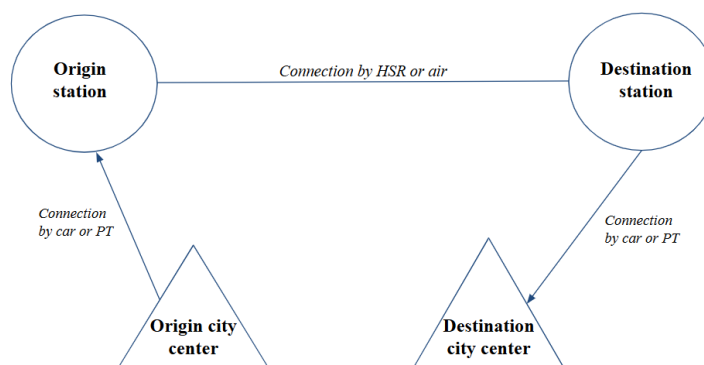 Origin
station
Connection by HSR or air
Destination
station
Connection
by car or PT
Connection
by car or PT
Origin city
center
Destination
city center